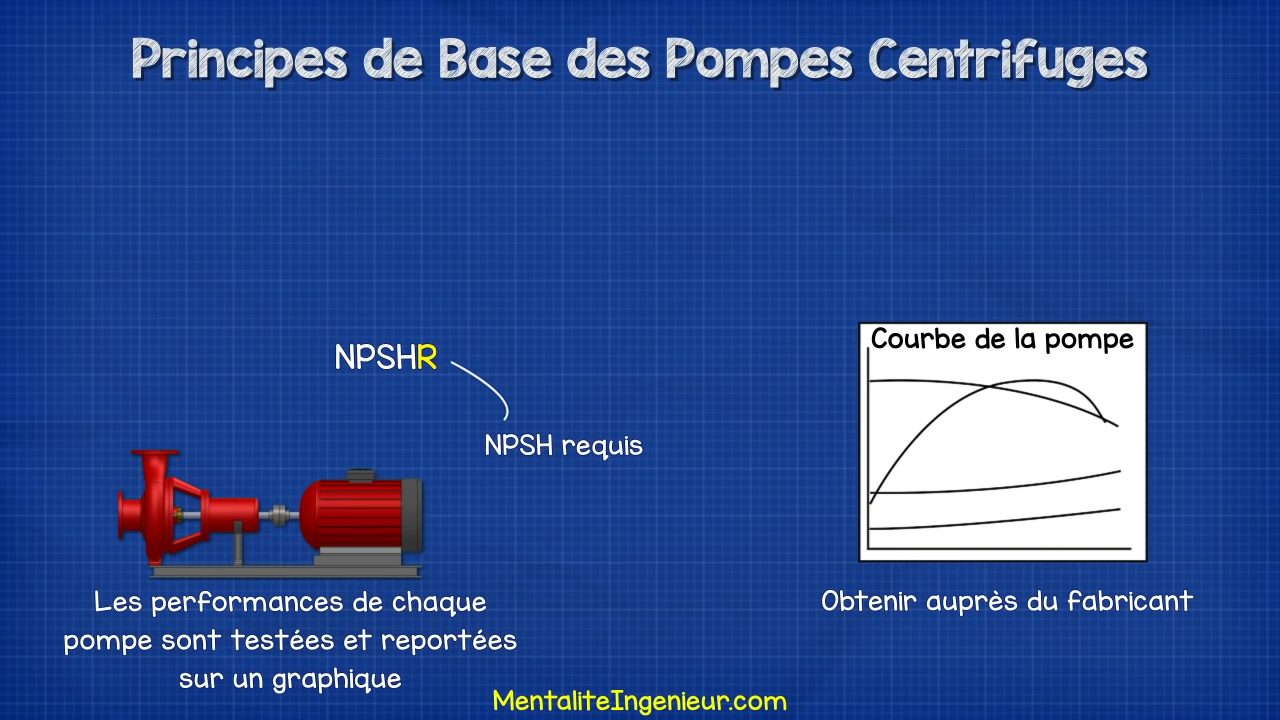 Principes de Base des Pompes Centrifuges
NPSHR
NPSH requis
Courbe de la pompe
Les performances de chaque
pompe sont testées et reportées
sur un graphique
Obtenir auprès du fabricant
MentaliteIngenieur.com